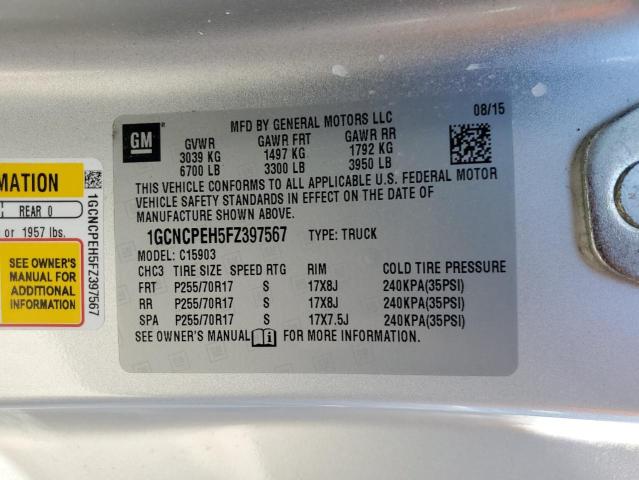 MATION
REAR 0
or 1957 lbs.
SEE OWNER'S
MANUAL FOR
ADDITIONAL
INFORMATION
1GCNCPEH5FZ397567
GM
MFD BY GENERAL MOTORS LLC
08/15
GVWR GAWR FRT GAWR RR
3039 KG 1497 KG 1792 KG
6700 LB 3300 LB 3950 LB
THIS VEHICLE CONFORMS TO ALL APPLICABLE U.S. FEDERAL MOTOR
VEHICLE SAFETY STANDARDS IN EFFECT ON THE DATE OF
MANUFACTURE SHOWN ABOVE.
1GCNCPEH5FZ397567 TYPE: TRUCK
MODEL: C15903
CHC3 TIRE SIZE SPEED RTG RIM COLD TIRE PRESSURE
FRT P255/70R17 S 17X8J 240KPA(35PSI)
RR P255/70R17 S 17X8J 240KPA(35PSI)
SPA P255/70R17 S 17X7.5J 240KPA(35PSI)
SEE OWNER'S MANUAL FOR MORE INFORMATION.